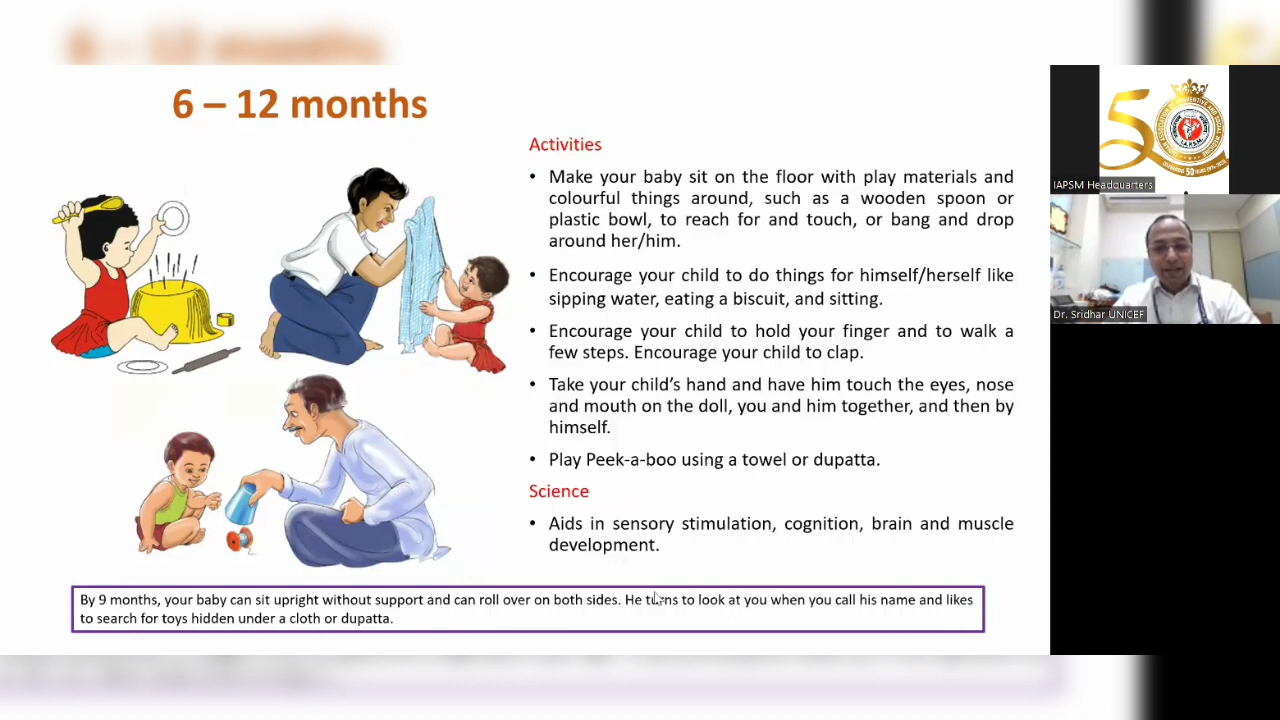 6 – 12 months
Activities
• Make your baby sit on the floor with play materials and
colourful things around, such as a wooden spoon or
plastic bowl, to reach for and touch, or bang and drop
around her/him.
• Encourage your child to do things for himself/herself like
sipping water, eating a biscuit, and sitting.
• Encourage your child to hold your finger and to walk a
few steps. Encourage your child to clap.
• Take your child's hand and have him touch the eyes, nose
and mouth on the doll, you and him together, and then by
himself.
• Play Peek-a-boo using a towel or dupatta.
Science
• Aids in sensory stimulation, cognition, brain and muscle
development.
By 9 months, your baby can sit upright without support and can roll over on both sides. He turns to look at you when you call his name and likes
to search for toys hidden under a cloth or dupatta.
50
I.A.P.S.M.
IAPSM Headquarters
Dr. Sridhar UNICEF